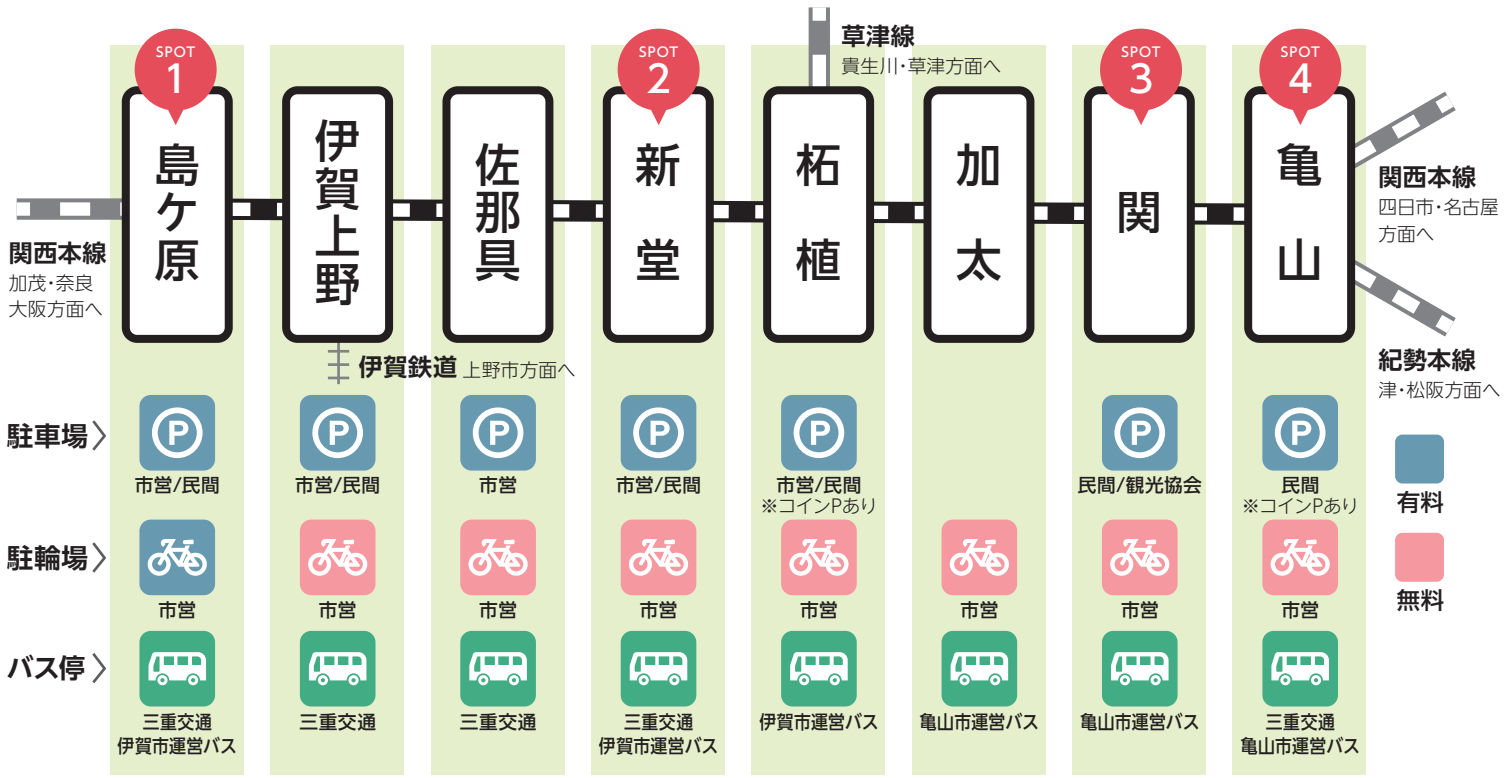 草津線
貴生川・草津方面へ
SPOT
1
SPOT
2
SPOT
3
SPOT
4
島ケ原
伊賀上野
佐那具
新堂
柘植
加太
関
亀山
関西本線
加茂・奈良
大阪方面へ
関西本線
四日市・名古屋
方面へ
紀勢本線
津・松阪方面へ
伊賀鉄道 上野市方面へ
駐車場
P
市営/民間
P
市営/民間
P
市営
P
市営/民間
P
市営/民間
※コインPあり
P
民間/観光協会
P
民間
※コインPあり
有料
無料
駐輪場
市営
市営
市営
市営
市営
市営
市営
市営
バス停
三重交通
伊賀市運営バス
三重交通
三重交通
三重交通
伊賀市運営バス
伊賀市運営バス
亀山市運営バス
亀山市運営バス
三重交通
亀山市運営バス